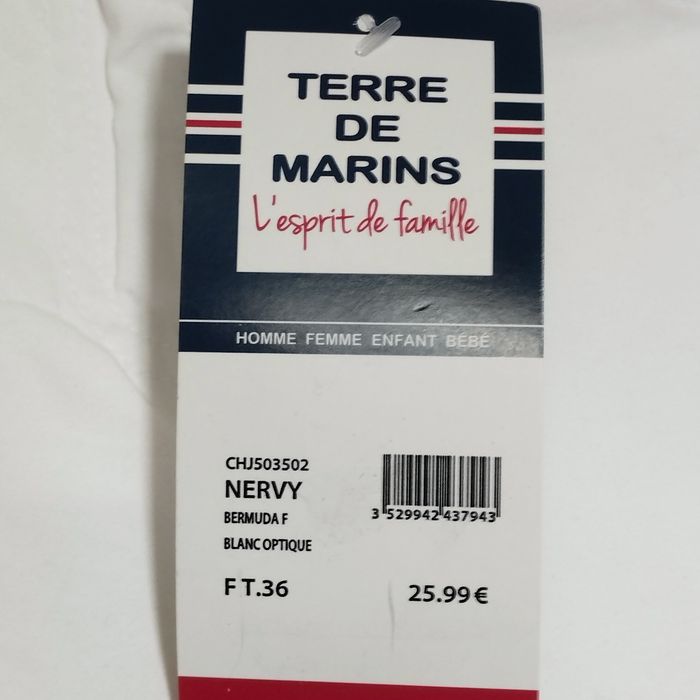 TERRE
DE
MARINS
L'esprit de famille
HOMME FEMME ENFANT BÉBÉ
CHJ503502
NERVY
BERMUDA F
BLANC OPTIQUE
3 529942 437943
F T.36
25.99€